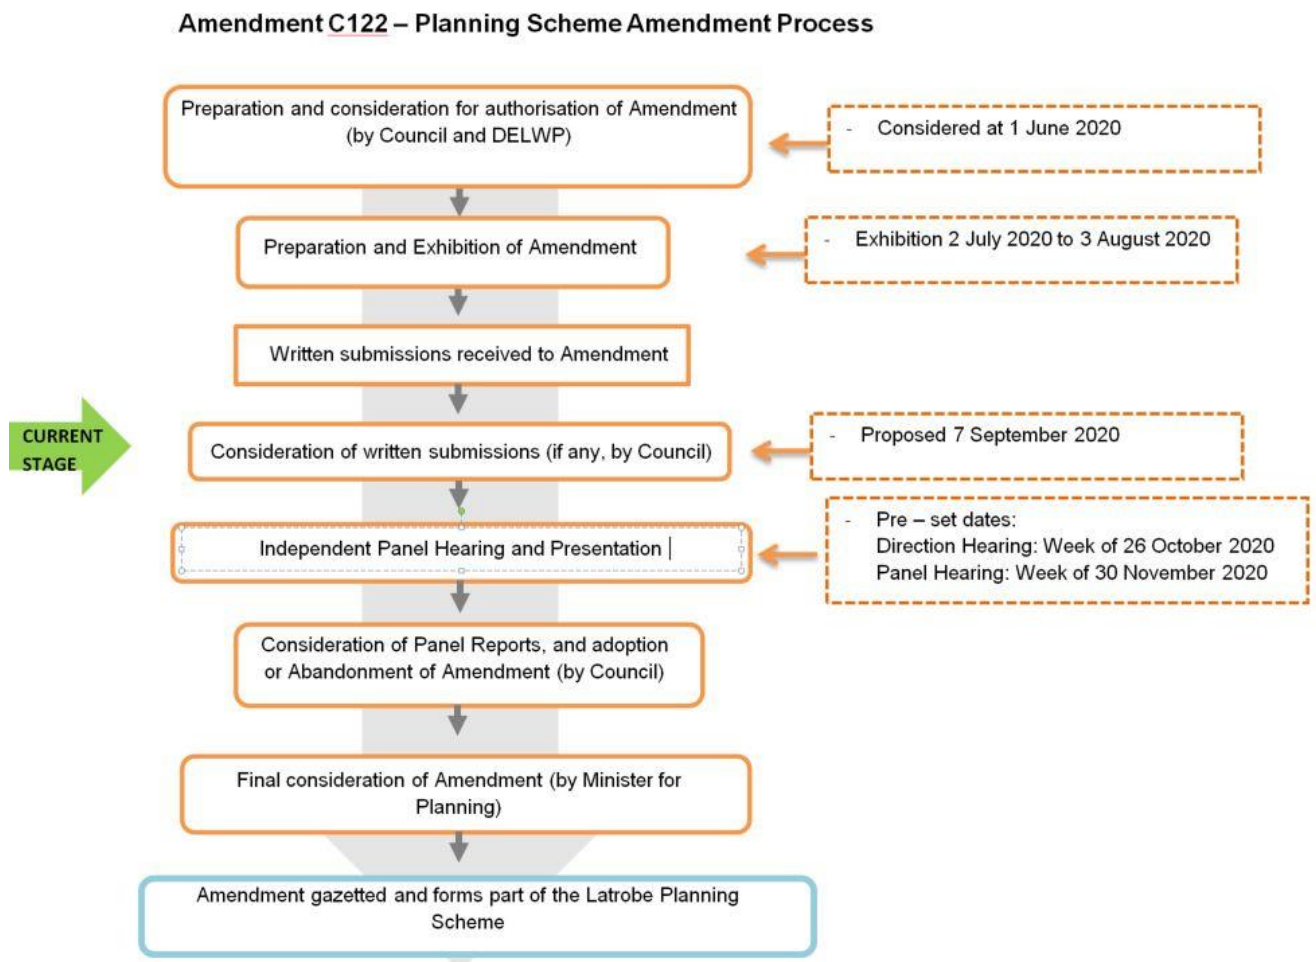 Amendment C122 – Planning Scheme Amendment Process
Preparation and consideration for authorisation of Amendment
(by Council and DELWP)
- Considered at 1 June 2020
Preparation and Exhibition of Amendment
- Exhibition 2 July 2020 to 3 August 2020
Written submissions received to Amendment
CURRENT
STAGE
Consideration of written submissions (if any, by Council)
- Proposed 7 September 2020
Independent Panel Hearing and Presentation
- Pre – set dates:
Direction Hearing: Week of 26 October 2020
Panel Hearing: Week of 30 November 2020
Consideration of Panel Reports, and adoption
or Abandonment of Amendment (by Council)
Final consideration of Amendment (by Minister for
Planning)
Amendment gazetted and forms part of the Latrobe Planning
Scheme